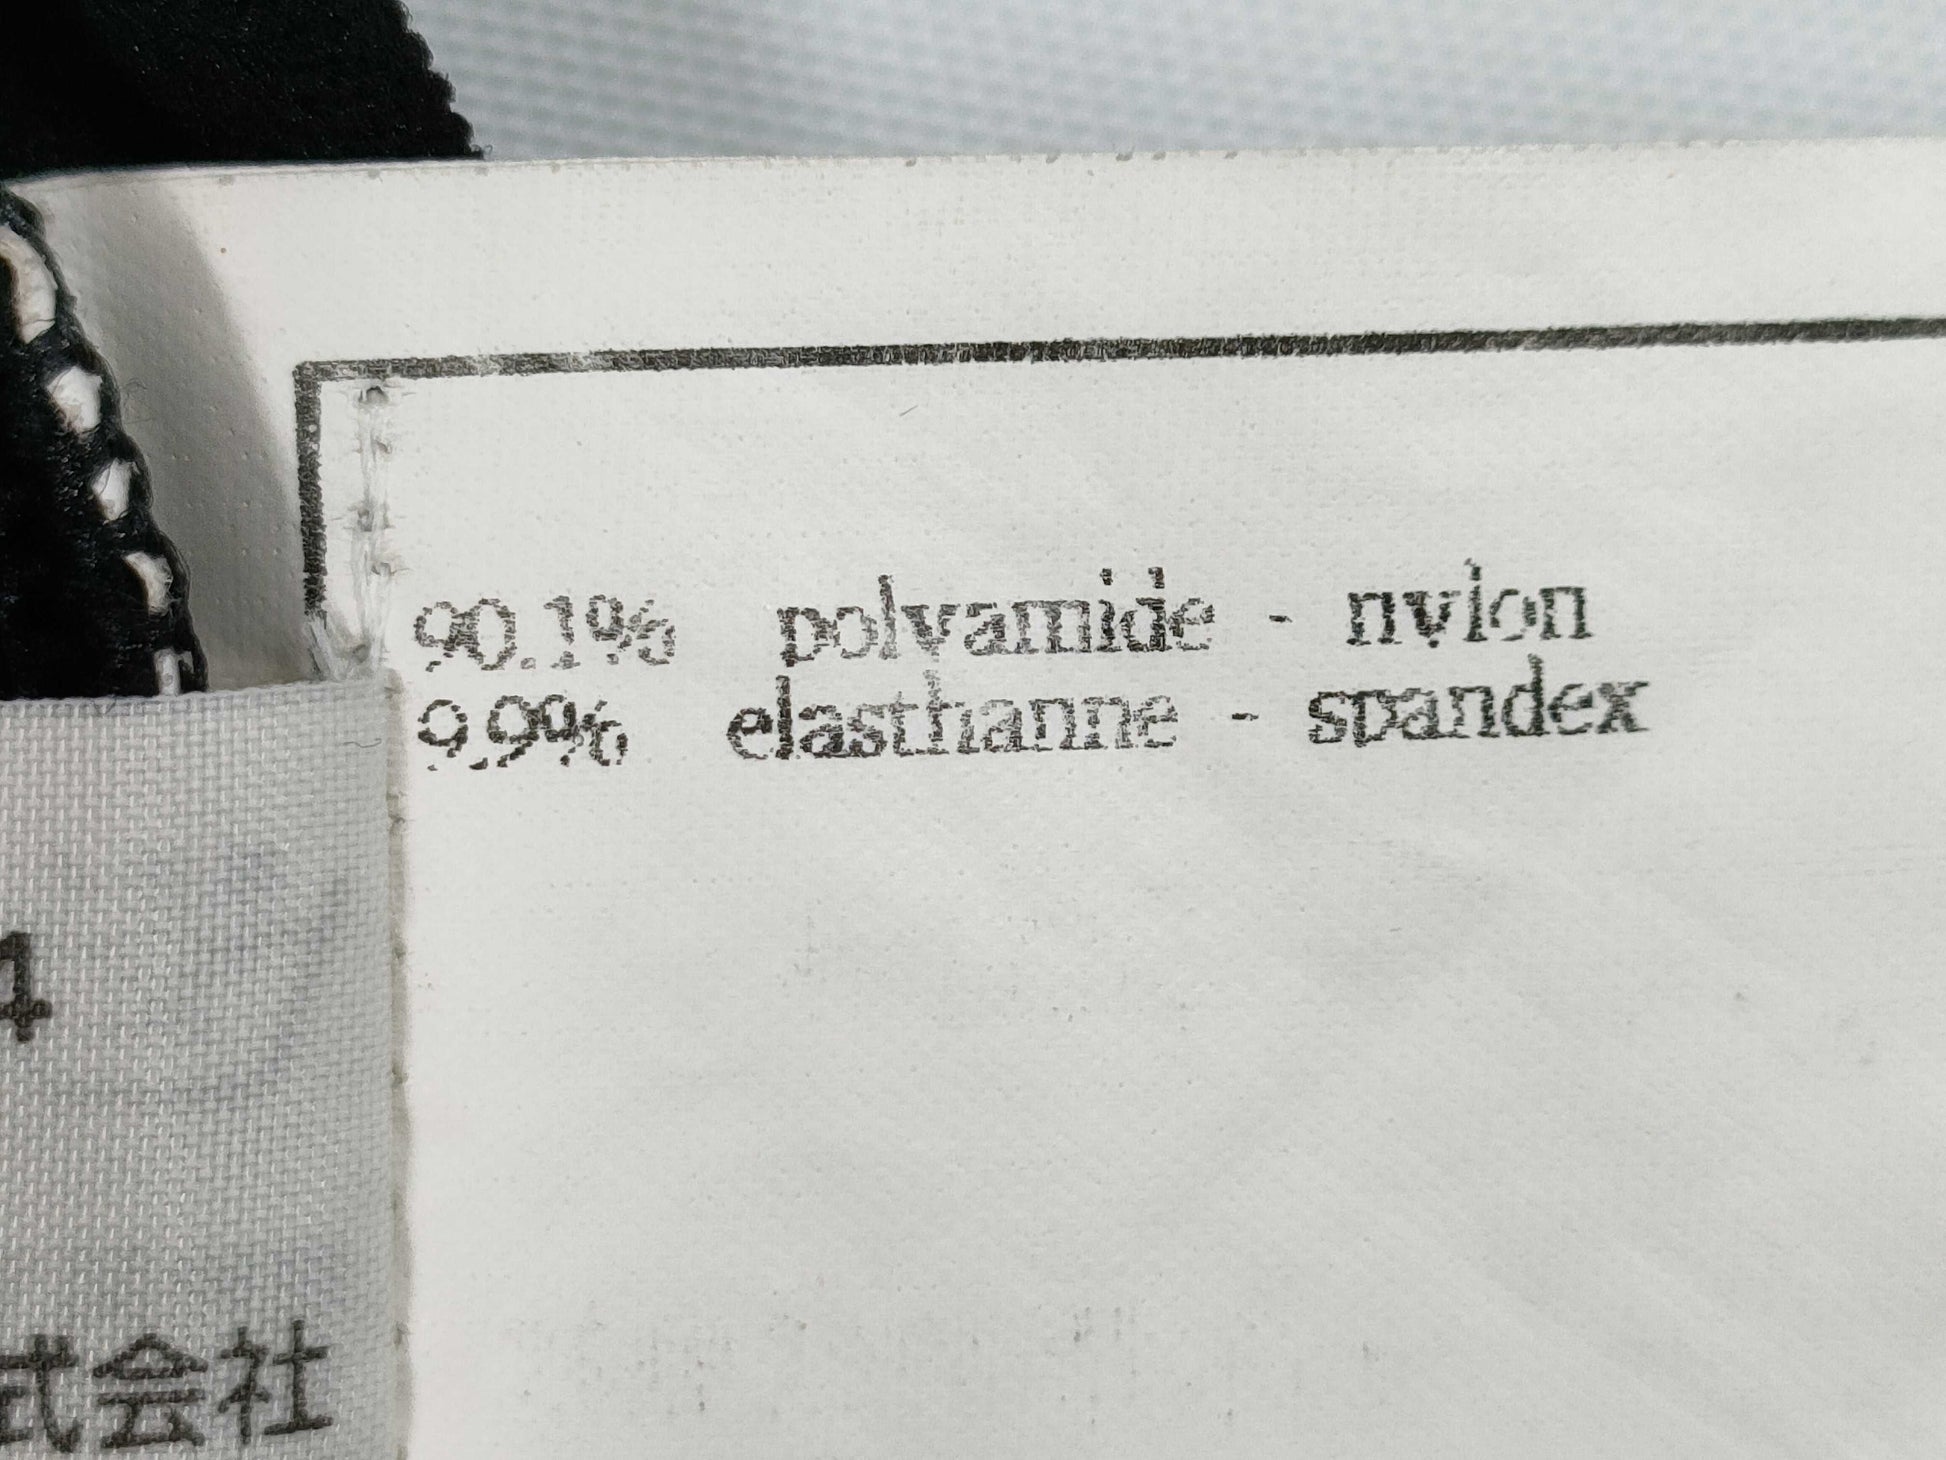 90.1% polyamide - nylon
9.9% elasthanne - spandex
4
式会社